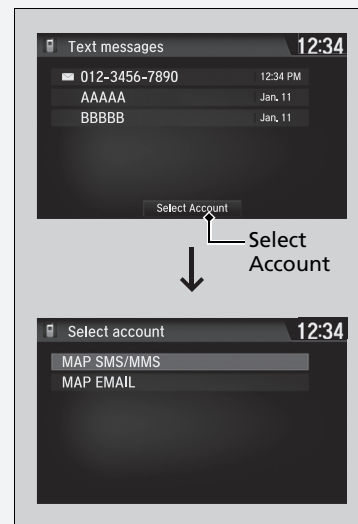 Text messages 12:34
012-3456-7890 12:34 PM
AAAAA Jan. 11
BBBBB Jan. 11
Select Account
Select
Account
Select account 12:34
MAP SMS/MMS
MAP EMAIL